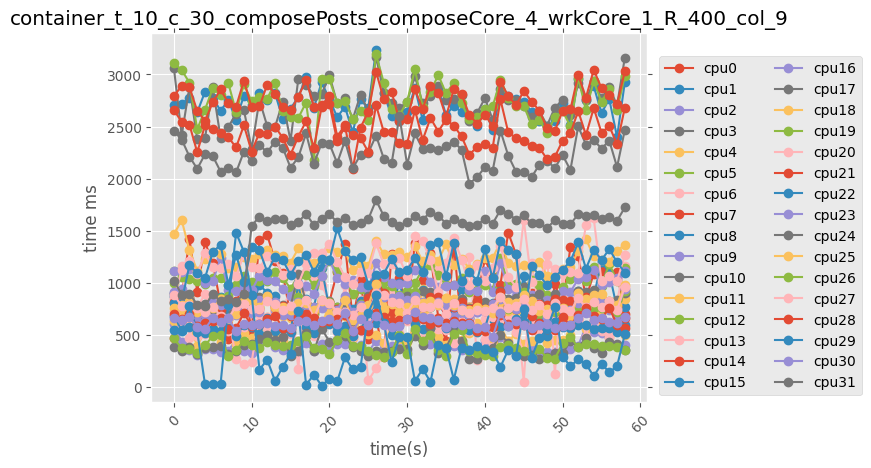 container_t_10_c_30_composePosts_composeCore_4_wrkCore_1_R_400_col_9
3000
2500
2000
1500
1000
500
0
time ms
0
10
20
30
40
50
60
time(s)
cpu0
cpu1
cpu2
cpu3
cpu4
cpu5
cpu6
cpu7
cpu8
cpu9
cpu10
cpu11
cpu12
cpu13
cpu14
cpu15
cpu16
cpu17
cpu18
cpu19
cpu20
cpu21
cpu22
cpu23
cpu24
cpu25
cpu26
cpu27
cpu28
cpu29
cpu30
cpu31